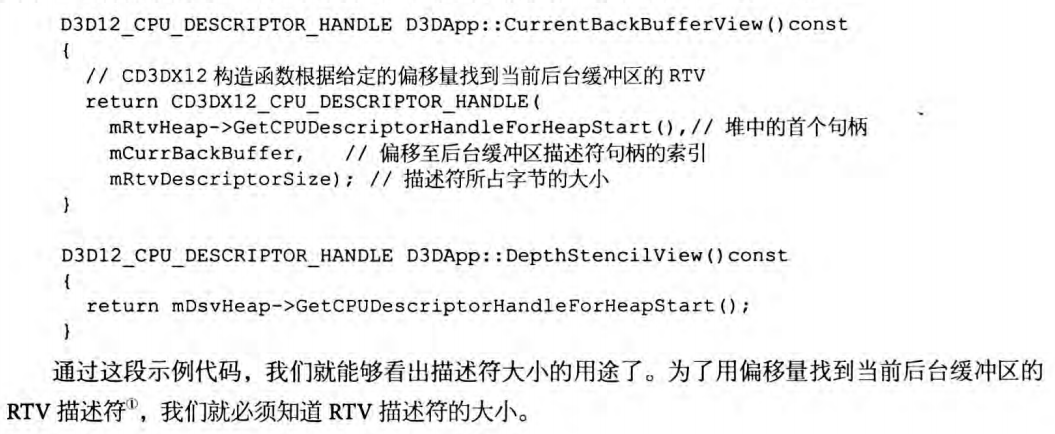 D3D12_CPU_DESCRIPTOR_HANDLE D3DApp::CurrentBackBufferView()const
{
// CD3DX12 构造函数根据给定的偏移量找到当前后台缓冲区的 RTV
return CD3DX12_CPU_DESCRIPTOR_HANDLE(
mRtvHeap->GetCPUDescriptorHandleForHeapStart(),// 堆中的首个句柄
mCurrBackBuffer, // 偏移至后台缓冲区描述符句柄的索引
mRtvDescriptorSize); // 描述符所占字节的大小
}
D3D12_CPU_DESCRIPTOR_HANDLE D3DApp::DepthStencilView()const
{
return mDsvHeap->GetCPUDescriptorHandleForHeapStart();
}
通过这段示例代码，我们就能够看出描述符大小的用途了。为了用偏移量找到当前后台缓冲区的
RTV 描述符①，我们就必须知道 RTV 描述符的大小。